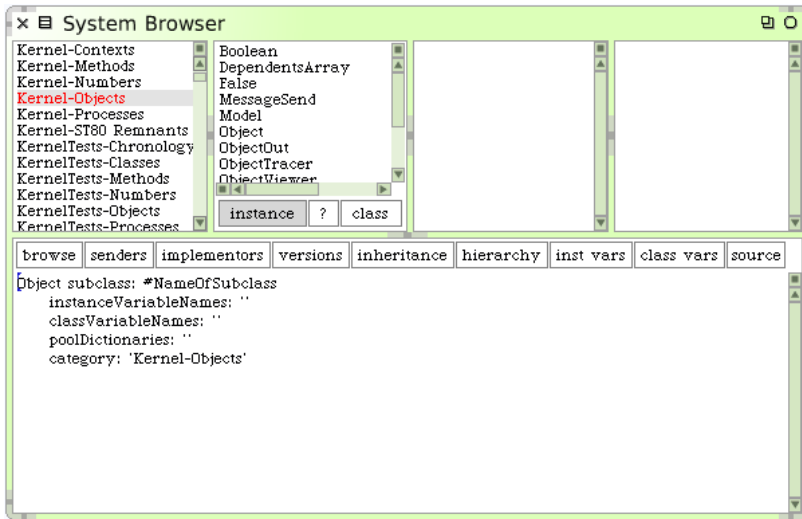 System Browser
Kernel-Contexts
Kernel-Methods
Kernel-Numbers
Kernel-Objects
Kernel-Processes
Kernel-ST80 Remnants
KernelTests-Chronology
KernelTests-Classes
KernelTests-Methods
KernelTests-Numbers
KernelTests-Objects
KernelTests-Processes
Boolean
DependentsArray
False
MessageSend
Model
Object
ObjectOut
ObjectTracer
ObjectViewer
instance ? class
browse senders implementors versions inheritance hierarchy inst vars class vars source
Object subclass: #NameOfSubclass
instanceVariableNames: ''
classVariableNames: ''
poolDictionaries: ''
category: 'Kernel-Objects'